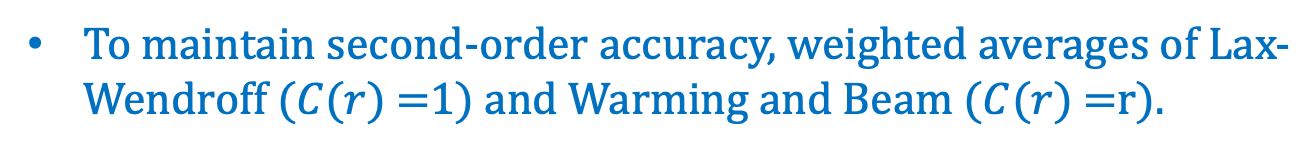 • To maintain second-order accuracy, weighted averages of Lax-
Wendroff (C(r) =1) and Warming and Beam (C(r) =r).